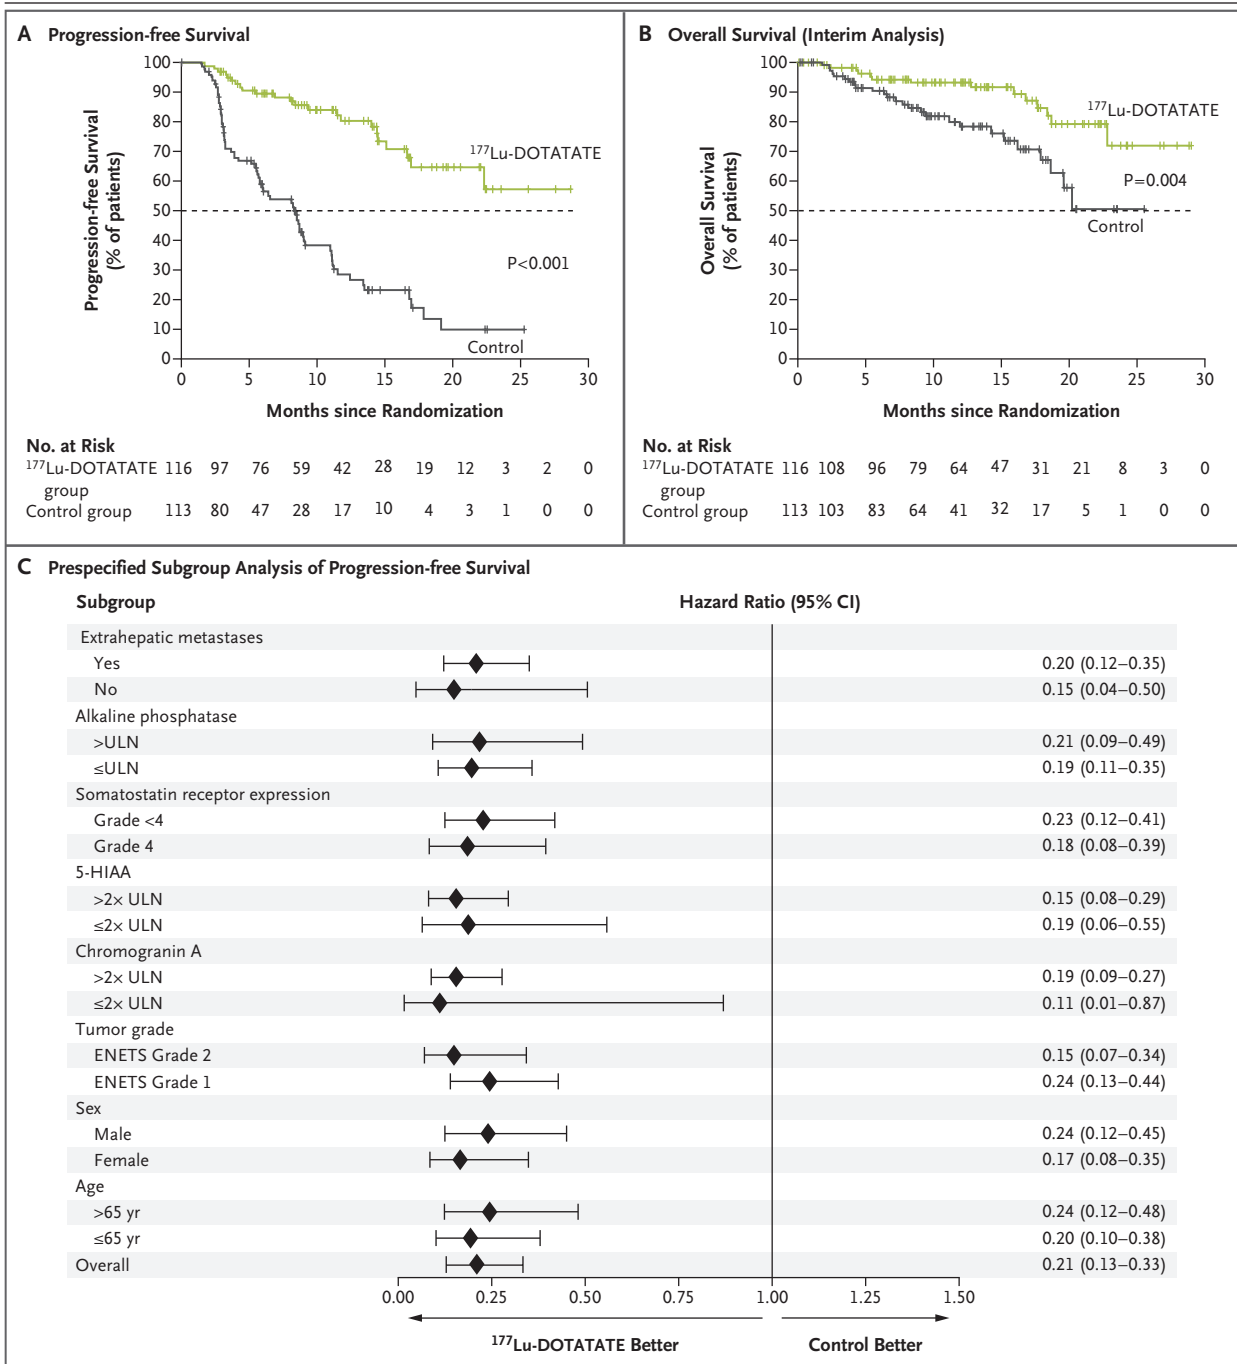 A Progression-free Survival
Progression-free Survival
(% of patients)
100
90
80
70
60
50
40
30
20
10
0
177Lu-DOTATATE
P<0.001
Control
0 5 10 15 20 25 30
Months since Randomization
No. at Risk
177Lu-DOTATATE group 116 97 76 59 42 28 19 12 3 2 0
Control group 113 80 47 28 17 10 4 3 1 0 0
B Overall Survival (Interim Analysis)
Overall Survival
(% of patients)
100
90
80
70
60
50
40
30
20
10
0
177Lu-DOTATATE
P=0.004
Control
0 5 10 15 20 25 30
Months since Randomization
No. at Risk
177Lu-DOTATATE group 116 108 96 79 64 47 31 21 8 3 0
Control group 113 103 83 64 41 32 17 5 1 0 0
C Prespecified Subgroup Analysis of Progression-free Survival
Subgroup Hazard Ratio (95% CI)
Extrahepatic metastases
Yes 0.20 (0.12–0.35)
No 0.15 (0.04–0.50)
Alkaline phosphatase
>ULN 0.21 (0.09–0.49)
≤ULN 0.19 (0.11–0.35)
Somatostatin receptor expression
Grade <4 0.23 (0.12–0.41)
Grade 4 0.18 (0.08–0.39)
5-HIAA
>2× ULN 0.15 (0.08–0.29)
≤2× ULN 0.19 (0.06–0.55)
Chromogranin A
>2× ULN 0.19 (0.09–0.27)
≤2× ULN 0.11 (0.01–0.87)
Tumor grade
ENETS Grade 2 0.15 (0.07–0.34)
ENETS Grade 1 0.24 (0.13–0.44)
Sex
Male 0.24 (0.12–0.45)
Female 0.17 (0.08–0.35)
Age
>65 yr 0.24 (0.12–0.48)
≤65 yr 0.20 (0.10–0.38)
Overall 0.21 (0.13–0.33)
0.00 0.25 0.50 0.75 1.00 1.25 1.50
177Lu-DOTATATE Better Control Better